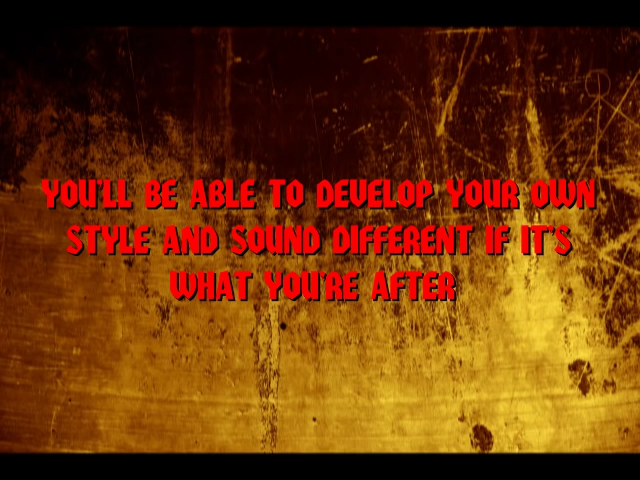 YOU'LL BE ABLE TO DEVELOP YOUR OWN
STYLE AND SOUND DIFFERENT IF IT'S
WHAT YOU'RE AFTER